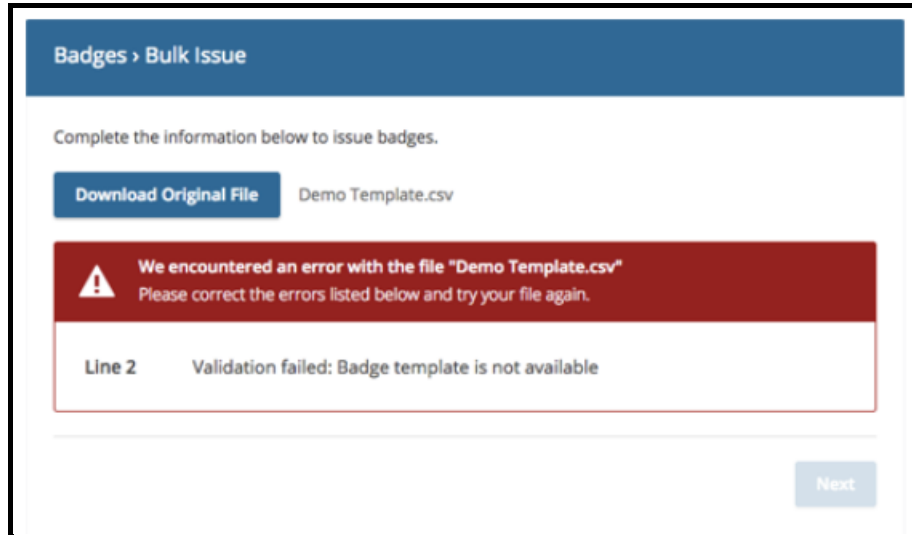 Badges › Bulk Issue
Complete the information below to issue badges.
Download Original File Demo Template.csv
We encountered an error with the file "Demo Template.csv"
Please correct the errors listed below and try your file again.
Line 2 Validation failed: Badge template is not available
Next